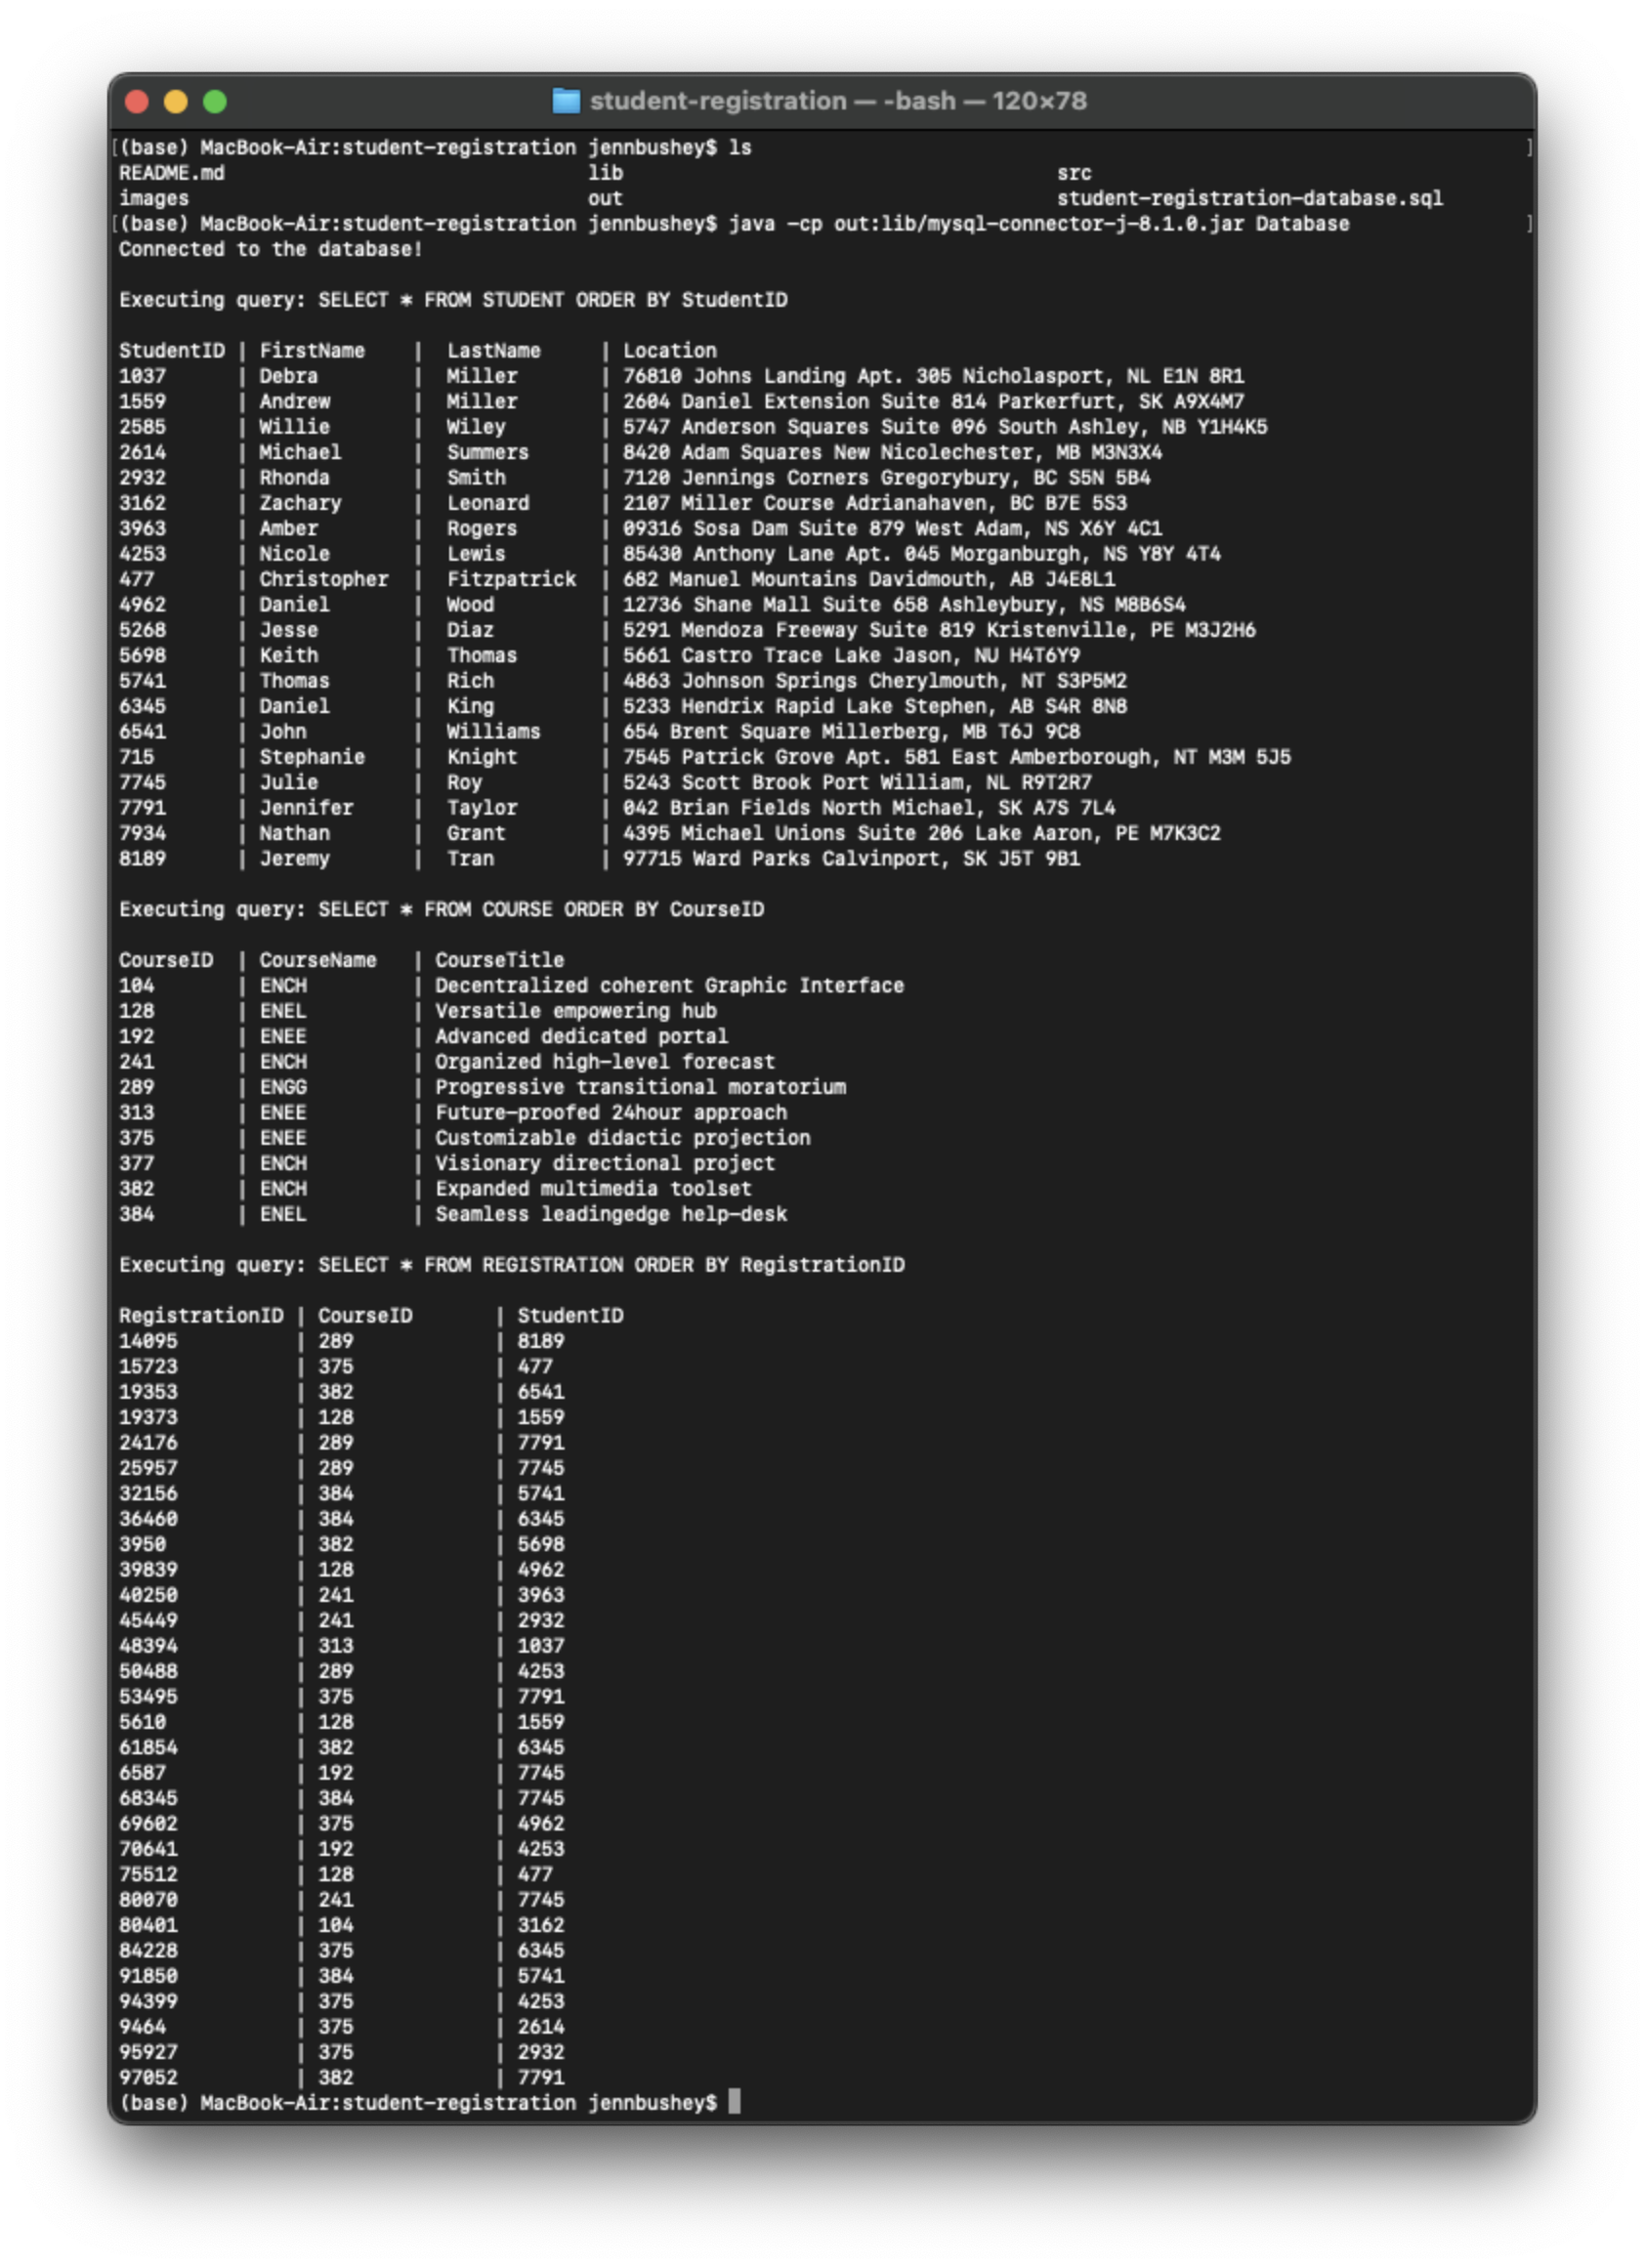 student-registration — -bash — 120×78
[(base) MacBook-Air:student-registration jennbushey$ ls ]
README.md lib src
images out student-registration-database.sql
[(base) MacBook-Air:student-registration jennbushey$ java -cp out:lib/mysql-connector-j-8.1.0.jar Database ]
Connected to the database!
Executing query: SELECT * FROM STUDENT ORDER BY StudentID
StudentID | FirstName | LastName | Location
1037 | Debra | Miller | 76810 Johns Landing Apt. 305 Nicholasport, NL E1N 8R1
1559 | Andrew | Miller | 2604 Daniel Extension Suite 814 Parkerfurt, SK A9X4M7
2585 | Willie | Wiley | 5747 Anderson Squares Suite 096 South Ashley, NB Y1H4K5
2614 | Michael | Summers | 8420 Adam Squares New Nicolechester, MB M3N3X4
2932 | Rhonda | Smith | 7120 Jennings Corners Gregorybury, BC S5N 5B4
3162 | Zachary | Leonard | 2107 Miller Course Adrianahaven, BC B7E 5S3
3963 | Amber | Rogers | 09316 Sosa Dam Suite 879 West Adam, NS X6Y 4C1
4253 | Nicole | Lewis | 85430 Anthony Lane Apt. 045 Morganburgh, NS Y8Y 4T4
477 | Christopher | Fitzpatrick | 682 Manuel Mountains Davidmouth, AB J4E8L1
4962 | Daniel | Wood | 12736 Shane Mall Suite 658 Ashleybury, NS M8B6S4
5268 | Jesse | Diaz | 5291 Mendoza Freeway Suite 819 Kristenville, PE M3J2H6
5698 | Keith | Thomas | 5661 Castro Trace Lake Jason, NU H4T6Y9
5741 | Thomas | Rich | 4863 Johnson Springs Cherylmouth, NT S3P5M2
6345 | Daniel | King | 5233 Hendrix Rapid Lake Stephen, AB S4R 8N8
6541 | John | Williams | 654 Brent Square Millerberg, MB T6J 9C8
715 | Stephanie | Knight | 7545 Patrick Grove Apt. 581 East Amberborough, NT M3M 5J5
7745 | Julie | Roy | 5243 Scott Brook Port William, NL R9T2R7
7791 | Jennifer | Taylor | 042 Brian Fields North Michael, SK A7S 7L4
7934 | Nathan | Grant | 4395 Michael Unions Suite 206 Lake Aaron, PE M7K3C2
8189 | Jeremy | Tran | 97715 Ward Parks Calvinport, SK J5T 9B1
Executing query: SELECT * FROM COURSE ORDER BY CourseID
CourseID | CourseName | CourseTitle
104 | ENCH | Decentralized coherent Graphic Interface
128 | ENEL | Versatile empowering hub
192 | ENEE | Advanced dedicated portal
241 | ENCH | Organized high-level forecast
289 | ENGG | Progressive transitional moratorium
313 | ENEE | Future-proofed 24hour approach
375 | ENEE | Customizable didactic projection
377 | ENCH | Visionary directional project
382 | ENCH | Expanded multimedia toolset
384 | ENEL | Seamless leadingedge help-desk
Executing query: SELECT * FROM REGISTRATION ORDER BY RegistrationID
RegistrationID | CourseID | StudentID
14095 | 289 | 8189
15723 | 375 | 477
19353 | 382 | 6541
19373 | 128 | 1559
24176 | 289 | 7791
25957 | 289 | 7745
32156 | 384 | 5741
36460 | 384 | 6345
3950 | 382 | 5698
39839 | 128 | 4962
40250 | 241 | 3963
45449 | 241 | 2932
48394 | 313 | 1037
50488 | 289 | 4253
53495 | 375 | 7791
5610 | 128 | 1559
61854 | 382 | 6345
6587 | 192 | 7745
68345 | 384 | 7745
69602 | 375 | 4962
70641 | 192 | 4253
75512 | 128 | 477
80070 | 241 | 7745
80401 | 104 | 3162
84228 | 375 | 6345
91850 | 384 | 5741
94399 | 375 | 4253
9464 | 375 | 2614
95927 | 375 | 2932
97052 | 382 | 7791
(base) MacBook-Air:student-registration jennbushey$